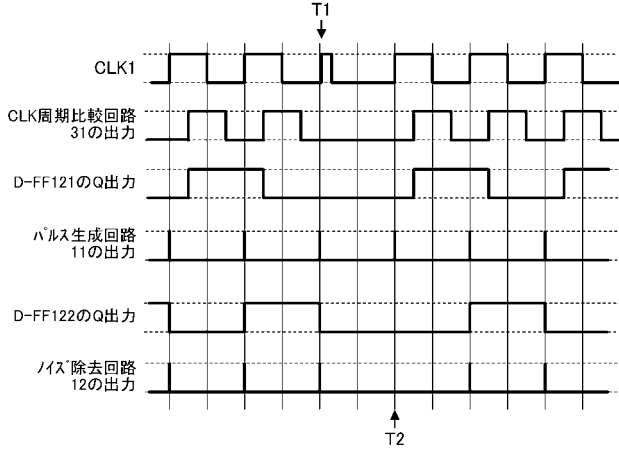 T1
CLK1
CLK周期比較回路
31の出力
D-FF121のQ出力
パルス生成回路
11の出力
D-FF122のQ出力
ノイズ除去回路
12の出力
T2